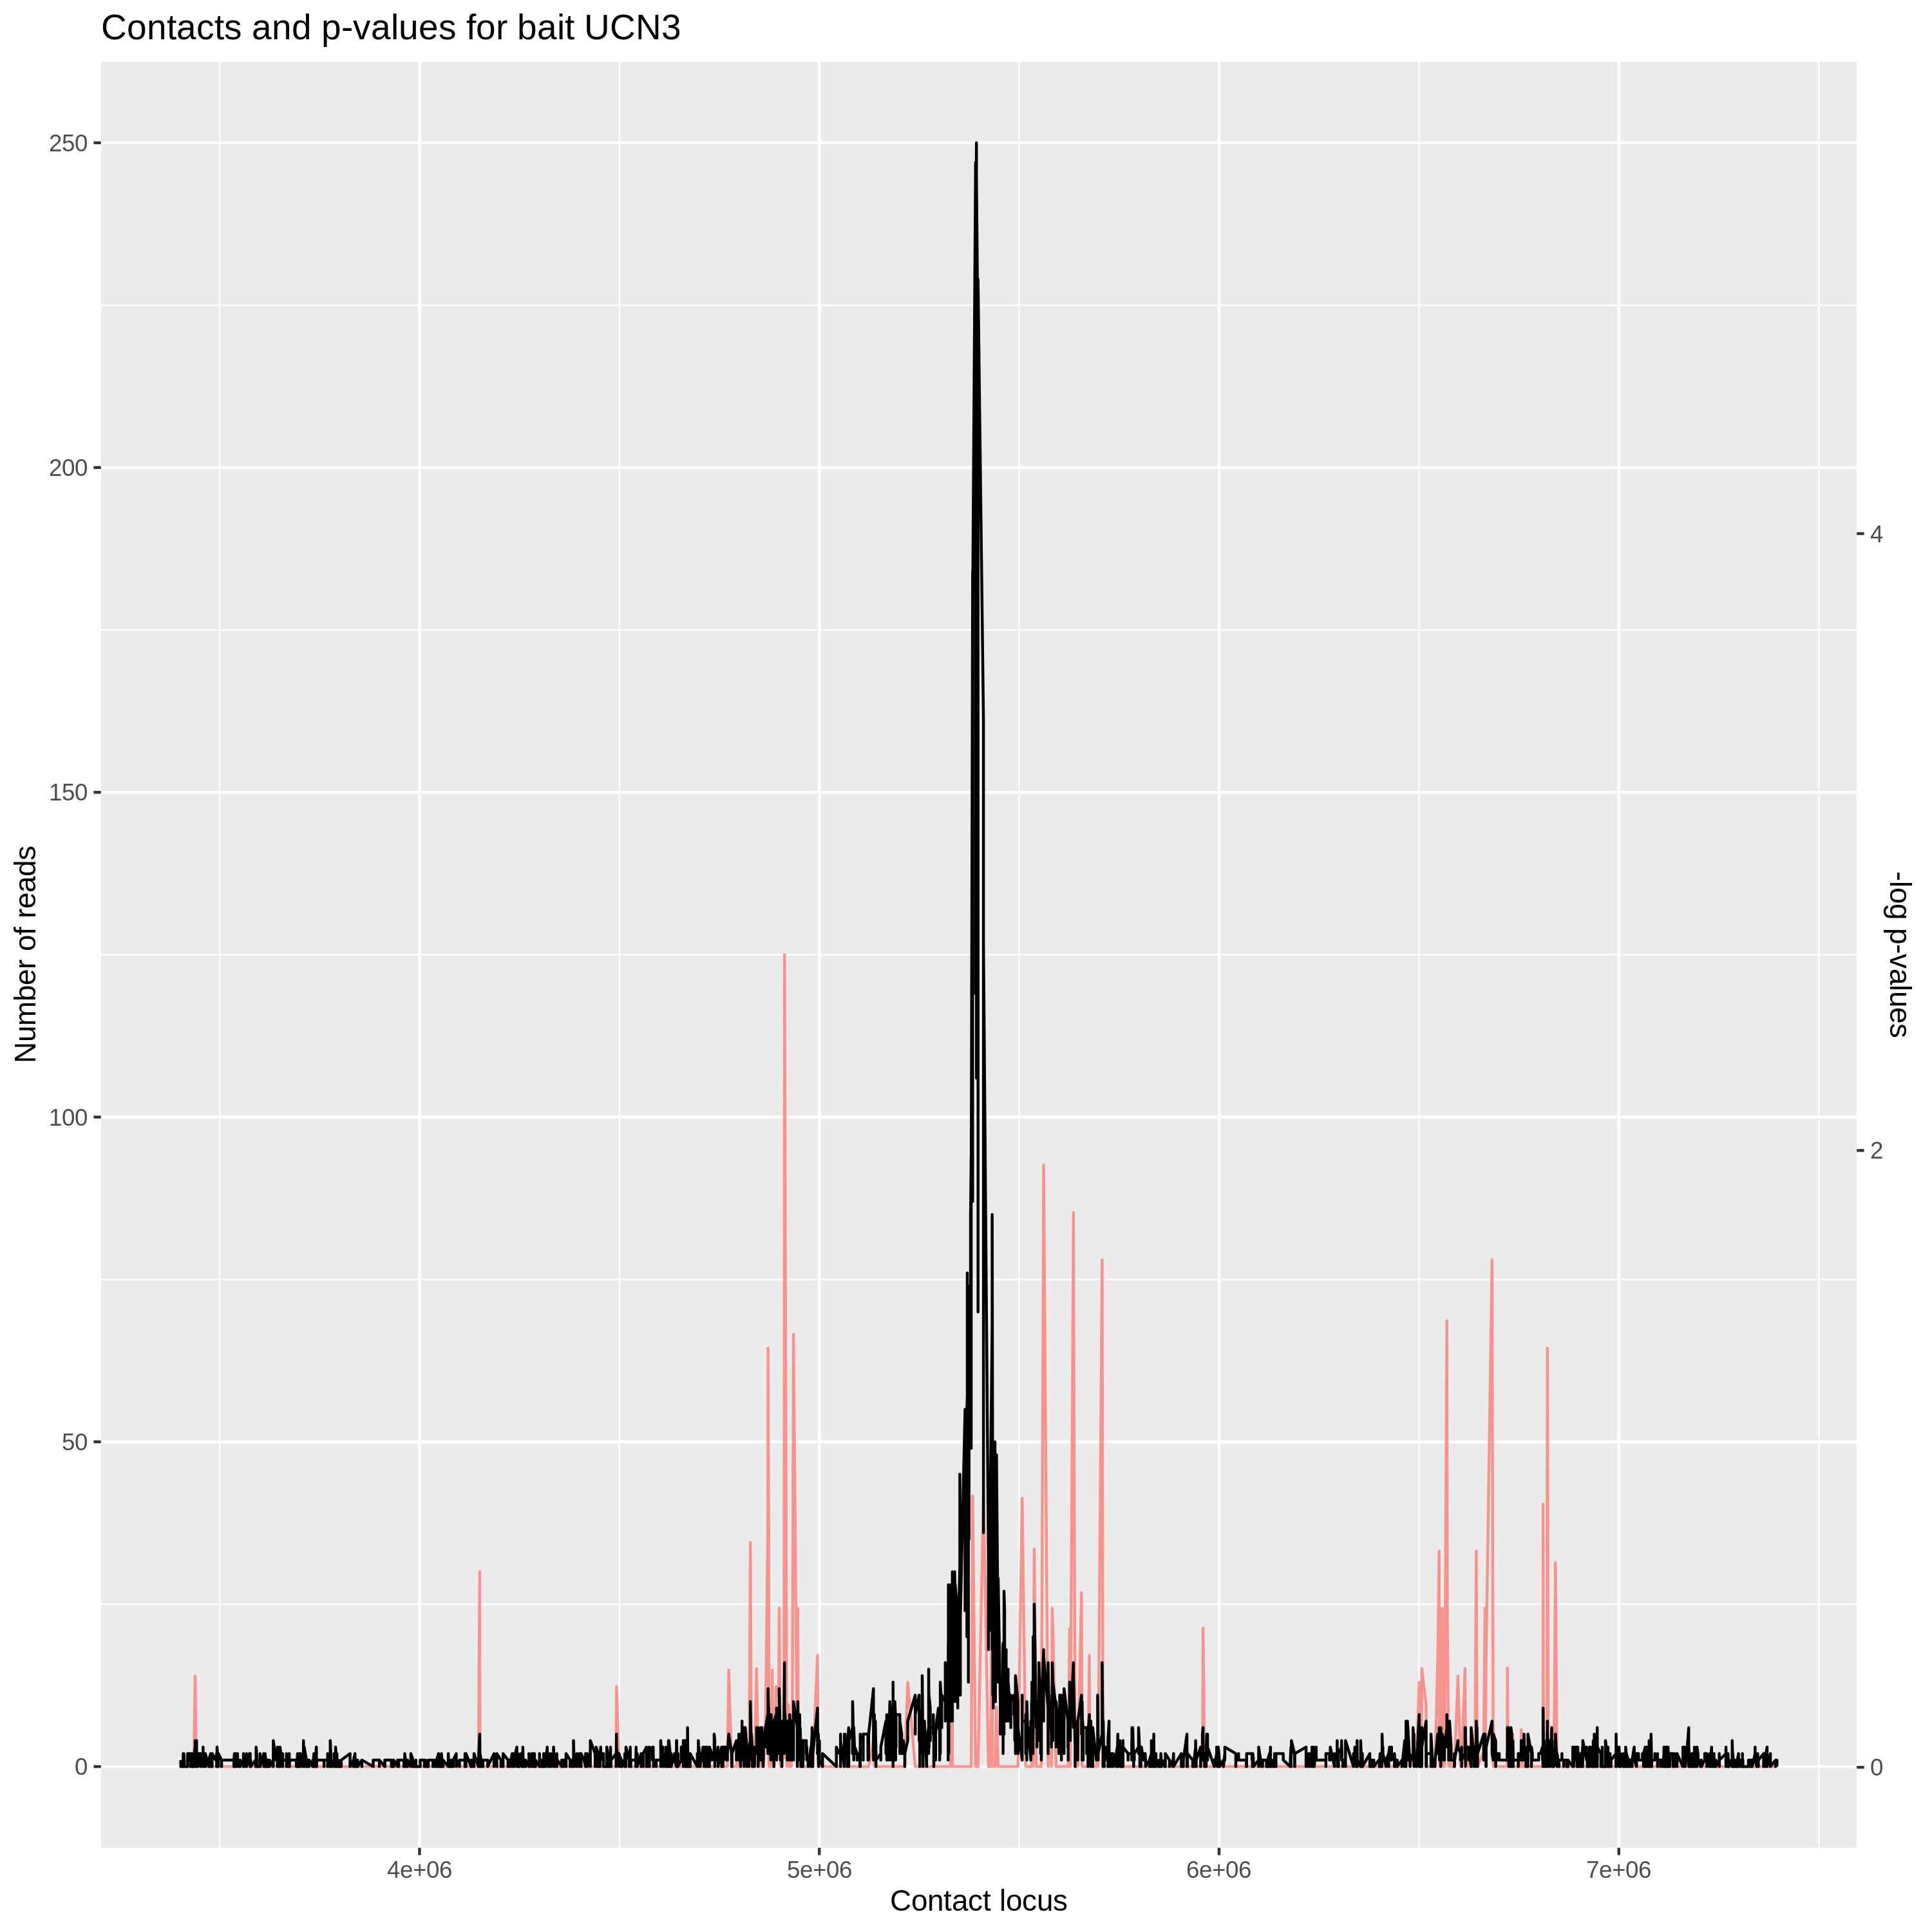 Contacts and p-values for bait UCN3
250
200
150
100
50
0
Number of reads
4
2
0
-log p-values
4e+06
5e+06
6e+06
7e+06
Contact locus